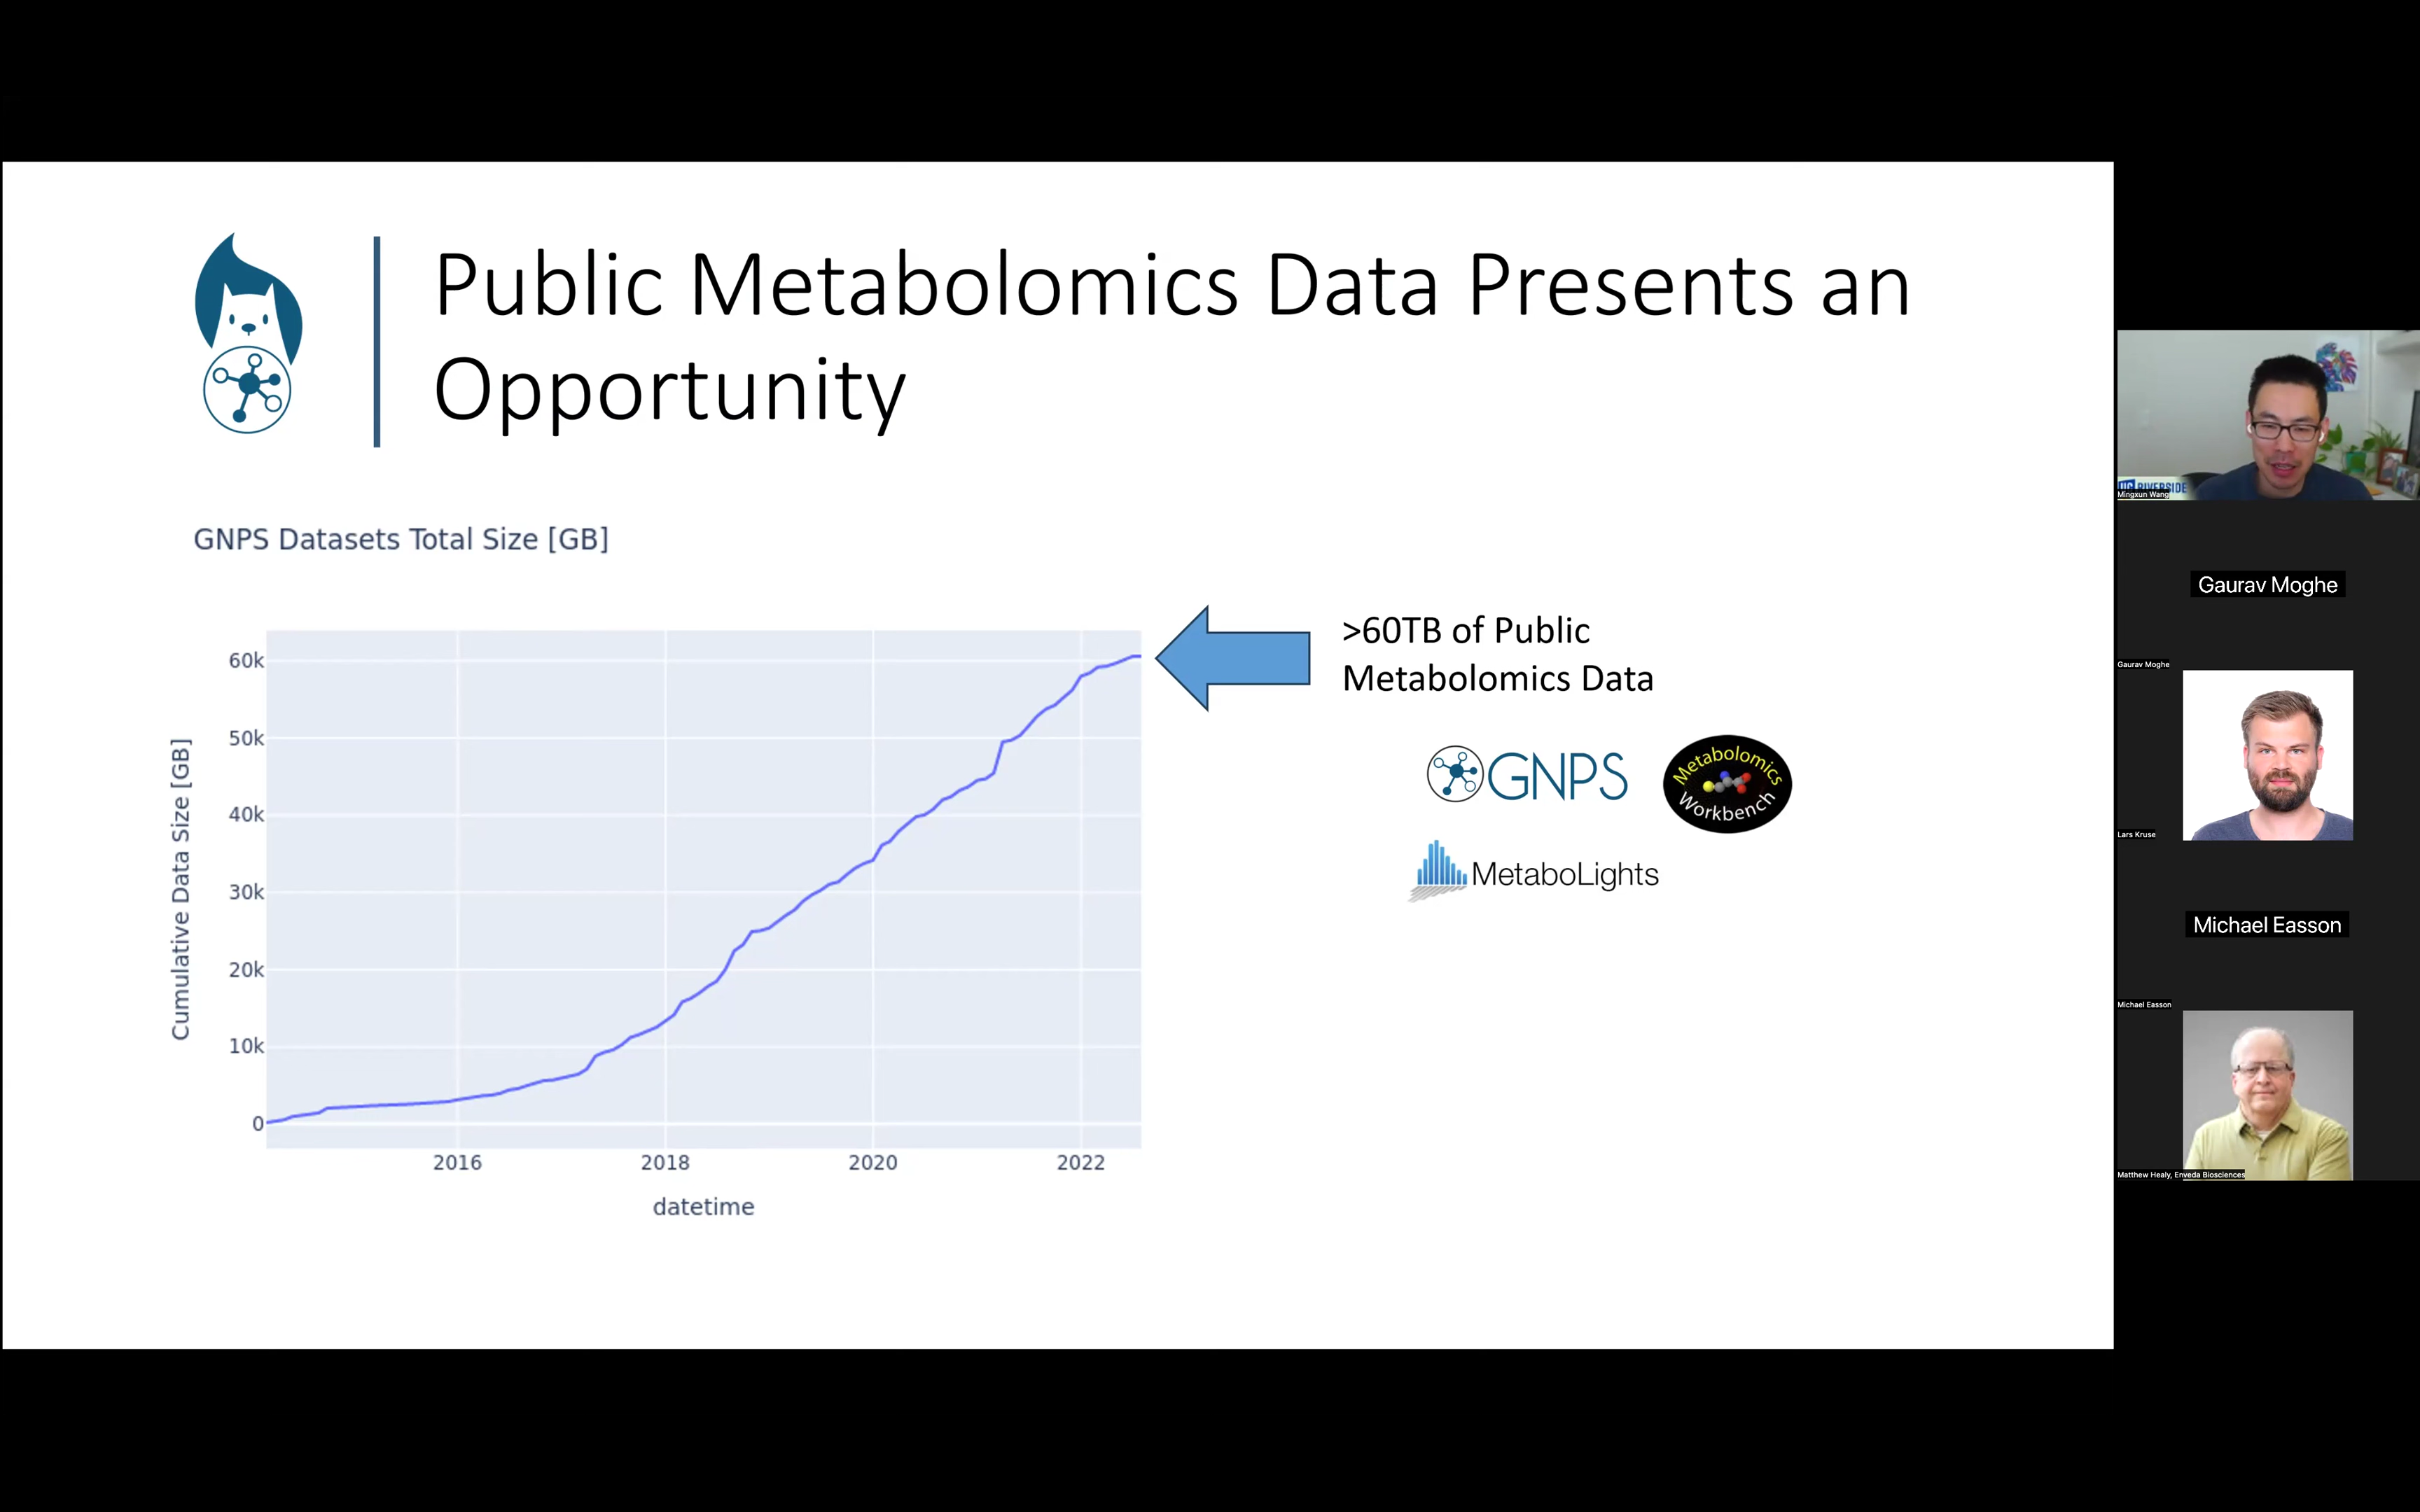 Public Metabolomics Data Presents an
Opportunity
GNPS Datasets Total Size [GB]
Cumulative Data Size [GB]
60k
50k
40k
30k
20k
10k
0
2016
2018
2020
2022
datetime
>60TB of Public
Metabolomics Data
GNPS
Metabolomics
Workbench
MetaboLights
RIVERSIDE
Mingxun Wang
Gaurav Moghe
Gaurav Moghe
Lars Kruse
Michael Easson
Michael Easson
Matthew Healy, Enveda Biosciences